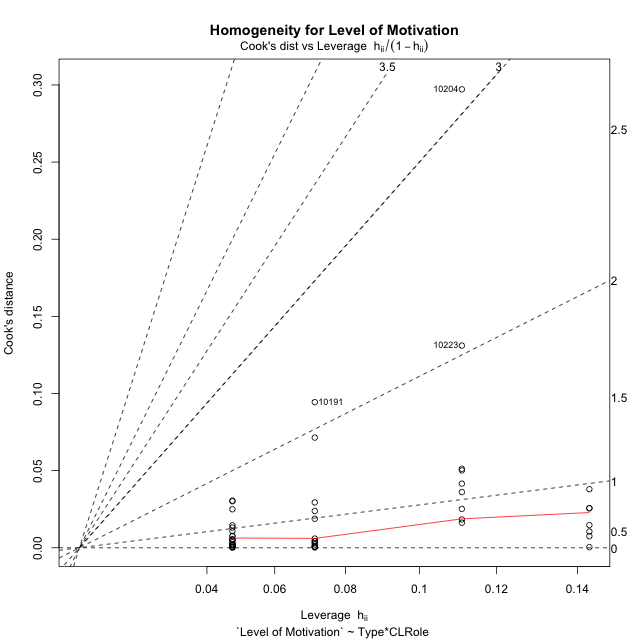 Homogeneity for Level of Motivation
Cook's dist vs Leverage hii/(1 − hii)
3.5 3
0.30
10204
2.5
0.25
0.20
2
Cook's distance
0.15
10223
1.5
0.10
10191
0.05
1
0.5
0.00
0
0.04 0.06 0.08 0.1 0.12 0.14
Leverage hii
`Level of Motivation` ~ Type*CLRole